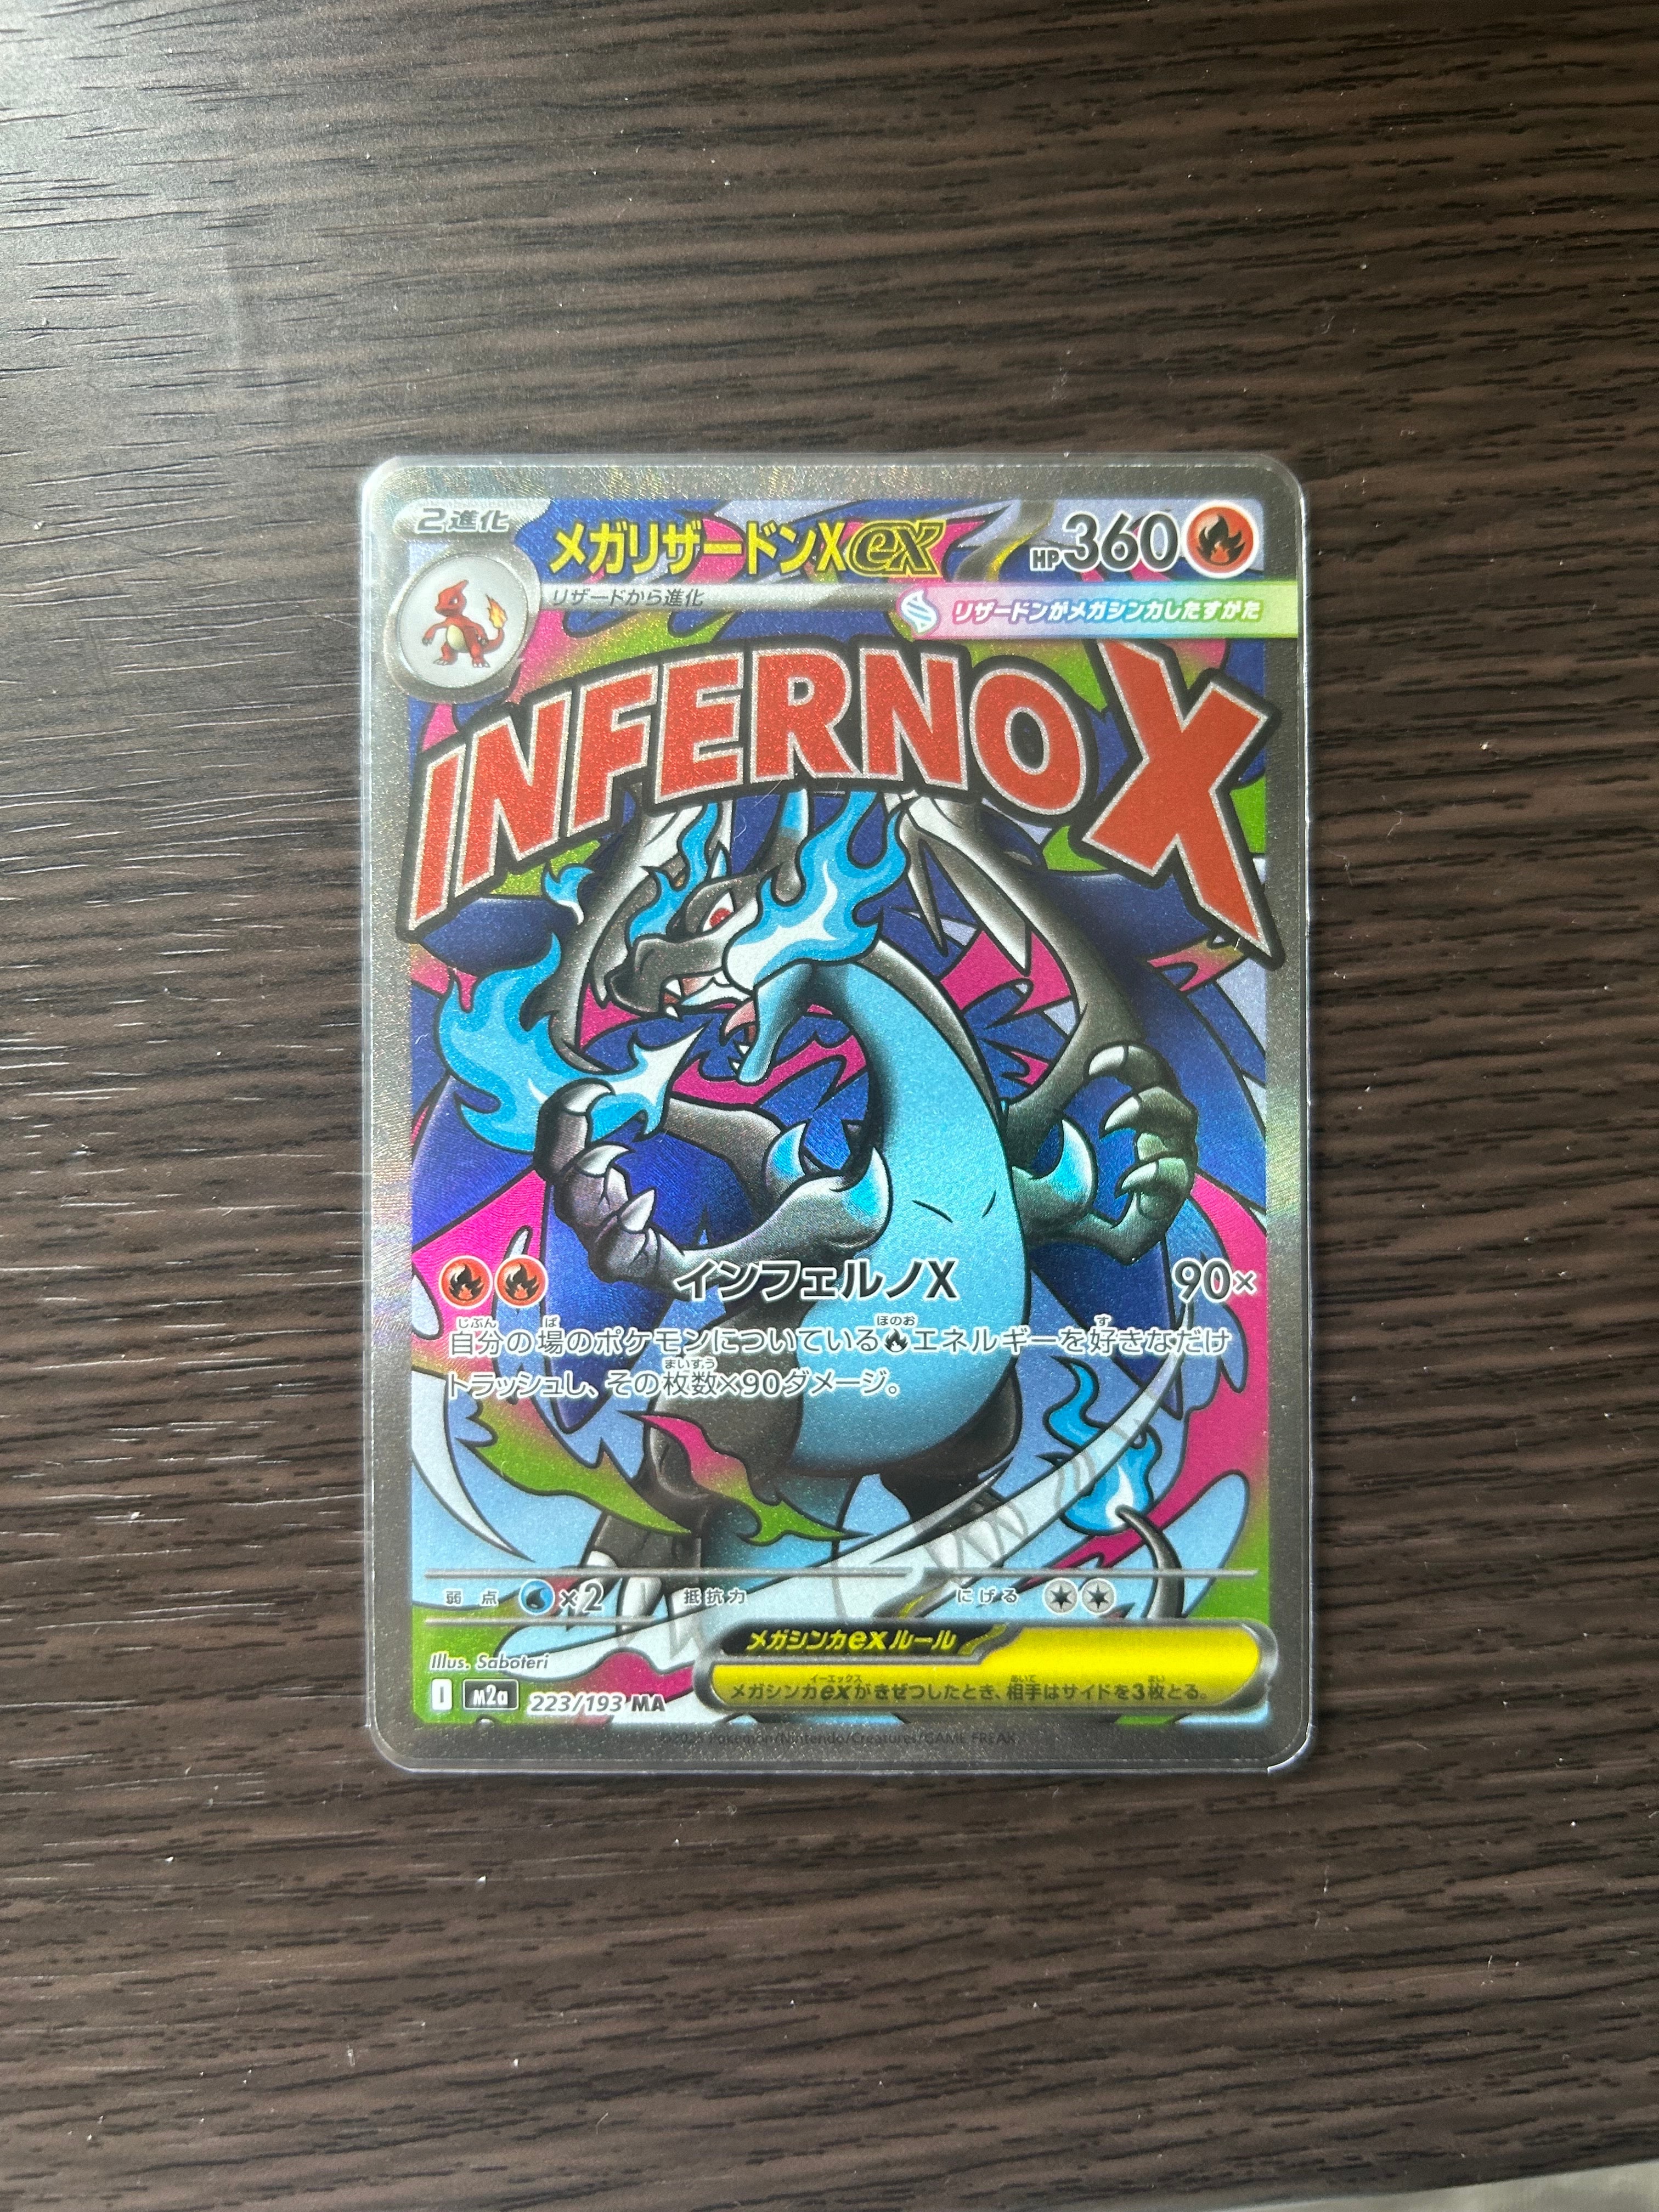 2進化
メガリザードンXex
HP360
リザードから進化
リザードンがメガシンカしたすがた
INFERNO X
インフェルノX 90×
自分の場のポケモンについているエネルギーを好きなだけ
トラッシュし、その枚数×90ダメージ。
弱点 ×2 抵抗力 にげる
メガシンカexルール
メガシンカexがきぜつしたとき、相手はサイドを3枚とる。
Illus. Saboteri
I M2a 223/193 MA
©2025 Pokémon/Nintendo/Creatures/GAME FREAK